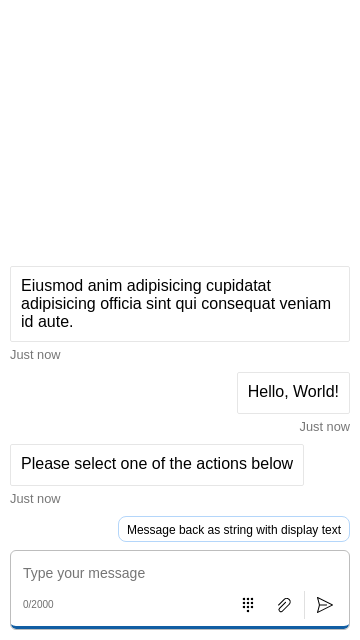 Eiusmod anim adipisicing cupidatat
adipisicing officia sint qui consequat veniam
id aute.
Just now
Hello, World!
Just now
Please select one of the actions below
Just now
Message back as string with display text
Type your message
0/2000